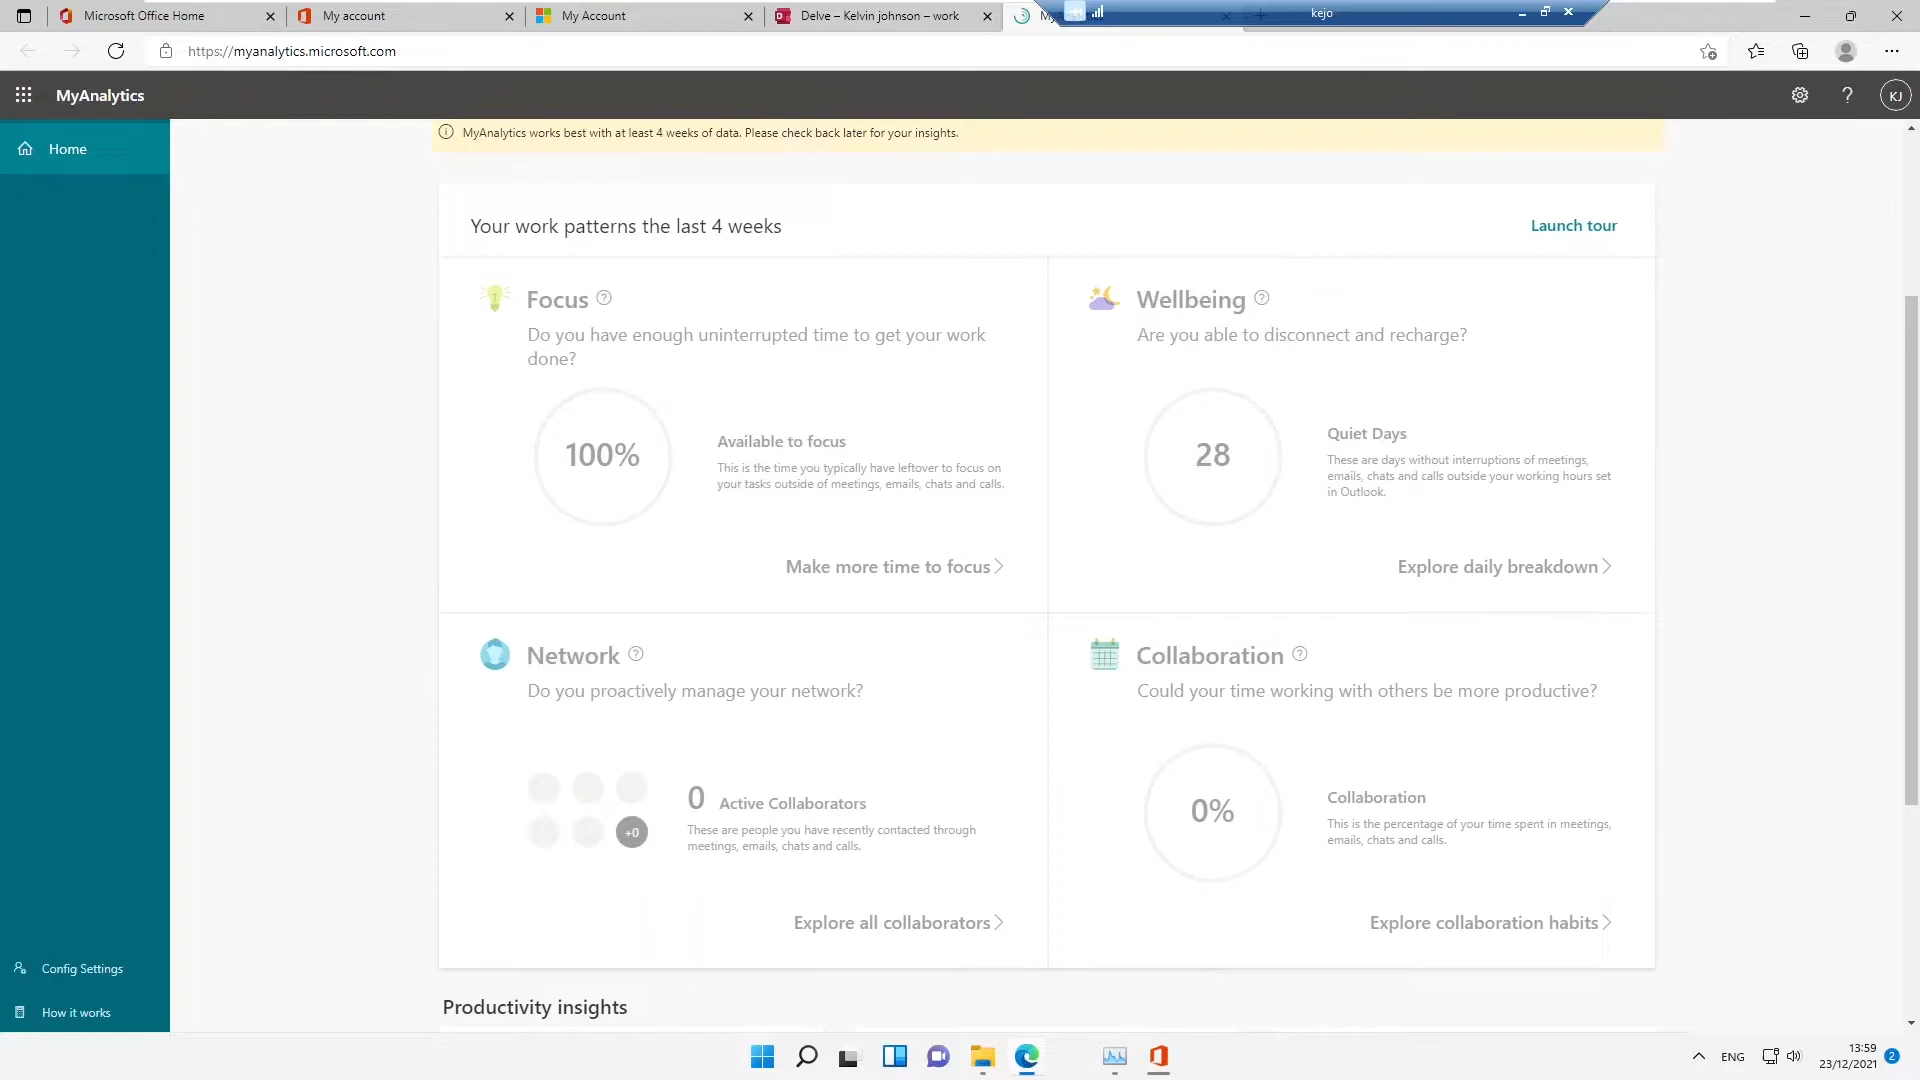 Microsoft Office Home
My account
My Account
Delve – Kelvin johnson – work
kejo
https://myanalytics.microsoft.com
MyAnalytics
?
KJ
Home
MyAnalytics works best with at least 4 weeks of data. Please check back later for your insights.
Your work patterns the last 4 weeks
Launch tour
Focus
Do you have enough uninterrupted time to get your work
done?
100%
Available to focus
This is the time you typically have leftover to focus on
your tasks outside of meetings, emails, chats and calls.
Make more time to focus
Wellbeing
Are you able to disconnect and recharge?
28
Quiet Days
These are days without interruptions of meetings,
emails, chats and calls outside your working hours set
in Outlook.
Explore daily breakdown
Network
Do you proactively manage your network?
+0
0 Active Collaborators
These are people you have recently contacted through
meetings, emails, chats and calls.
Explore all collaborators
Collaboration
Could your time working with others be more productive?
0%
Collaboration
This is the percentage of your time spent in meetings,
emails, chats and calls.
Explore collaboration habits
Config Settings
How it works
Productivity insights
ENG
13:59
23/12/2021
2